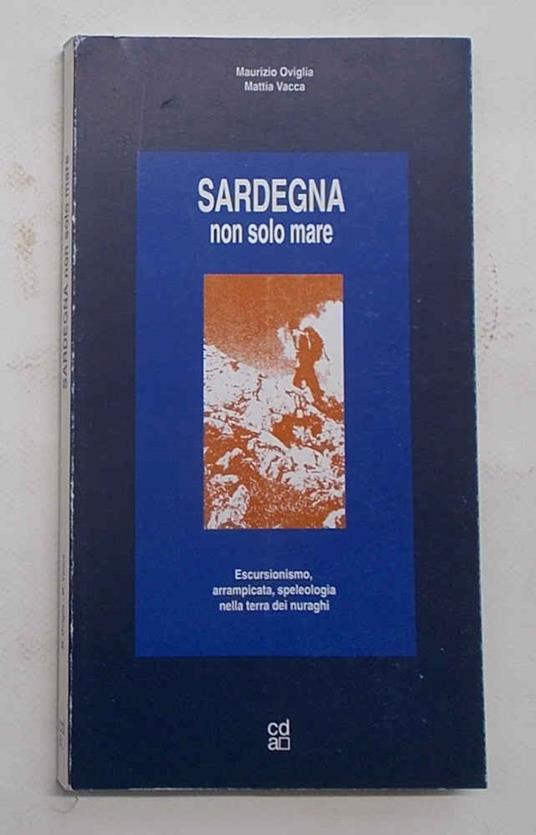 Maurizio Oviglia
Mattia Vacca
SARDEGNA
non solo mare
Escursionismo,
arrampicata, speleologia
nella terra dei nuraghi
cd
a
SARDEGNA non solo mare